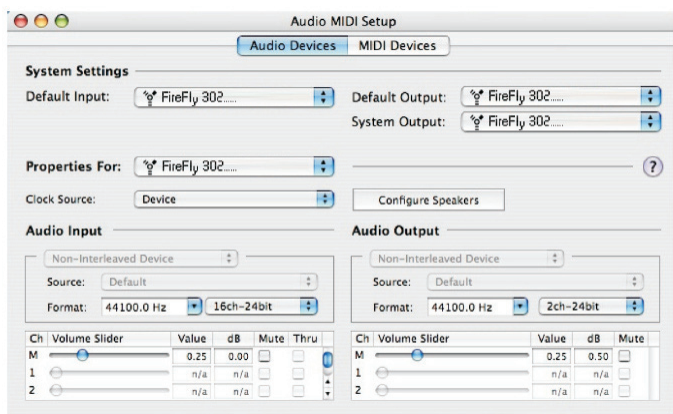 Audio MIDI Setup
Audio Devices MIDI Devices
System Settings
Default Input: FireFly 302...... Default Output: FireFly 302......
System Output: FireFly 302......
Properties For: FireFly 302...... ?
Clock Source: Device Configure Speakers
Audio Input Audio Output
Non-Interleaved Device Non-Interleaved Device
Source: Default Source: Default
Format: 44100.0 Hz 16ch-24bit Format: 44100.0 Hz 2ch-24bit
Ch Volume Slider Value dB Mute Thru Ch Volume Slider Value dB Mute
M 0.25 0.00 M 0.25 0.50
1 n/a n/a 1 n/a n/a
2 n/a n/a 2 n/a n/a